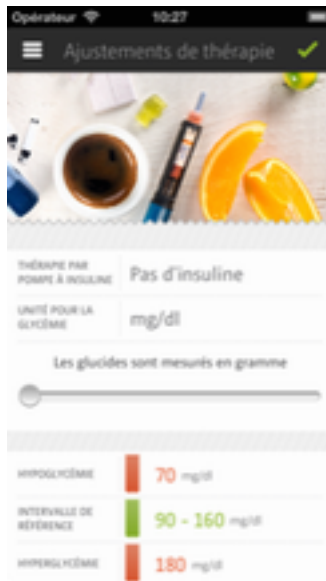 Opérateur 10:27
Ajustements de thérapie
THÉRAPIE PAR
POMPE À INSULINE
Pas d'insuline
UNITÉ POUR LA
GLYCÉMIE
mg/dl
Les glucides sont mesurés en gramme
HYPOGLYCÉMIE 70 mg/dl
INTERVALLE DE
RÉFÉRENCE
90 - 160 mg/dl
HYPERGLYCÉMIE 180 mg/dl